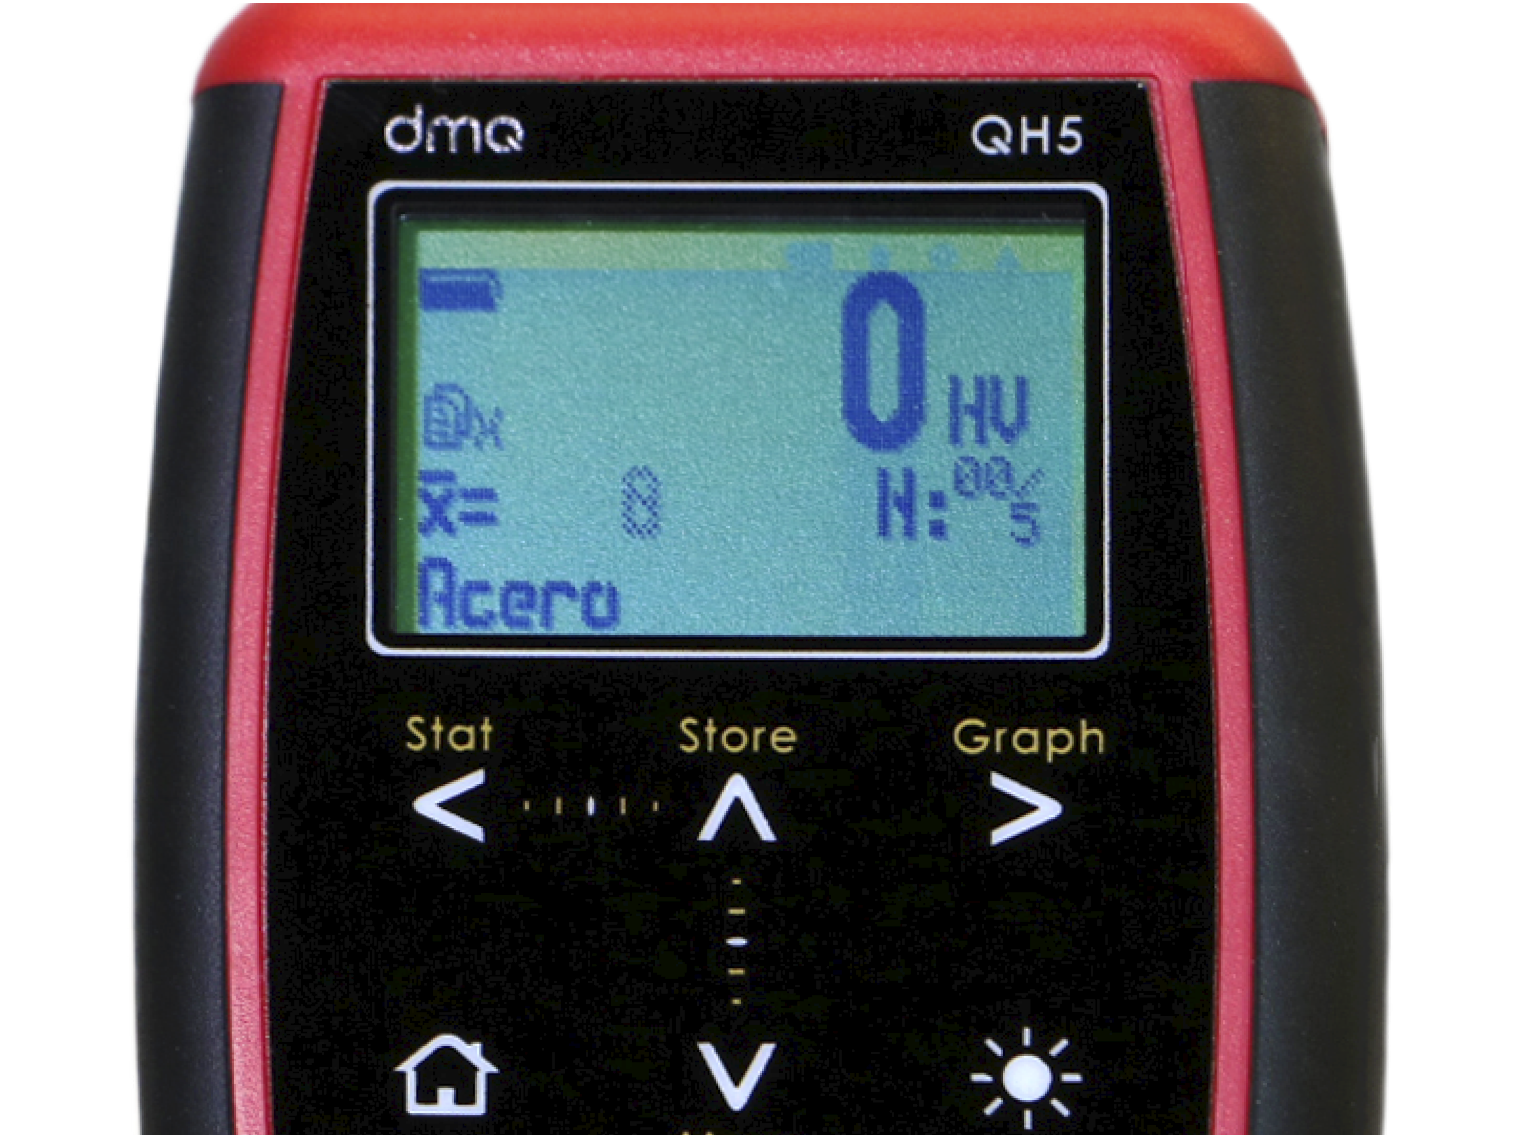 dmq QH5
0 HV
x
x̄= 0 N: 00/5
Acero
Stat Store Graph